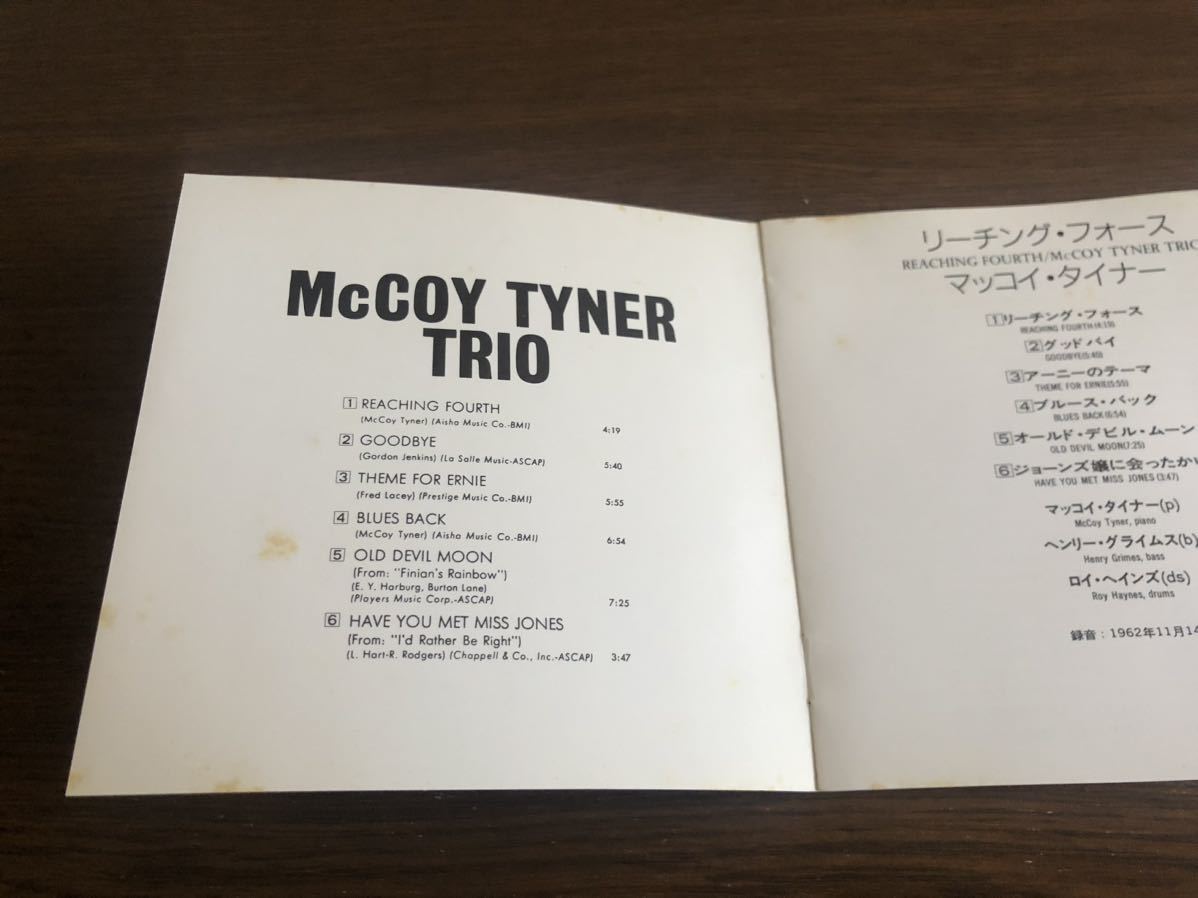 McCOY TYNER
TRIO
1 REACHING FOURTH
(McCoy Tyner) (Aisha Music Co.-BMI) 4:19
2 GOODBYE
(Gordon Jenkins) (La Salle Music-ASCAP) 5:40
3 THEME FOR ERNIE
(Fred Lacey) (Prestige Music Co.-BMI) 5:55
4 BLUES BACK
(McCoy Tyner) (Aisha Music Co.-BMI) 6:54
5 OLD DEVIL MOON
(From: "Finian's Rainbow")
(E. Y. Harburg, Burton Lane)
(Players Music Corp.-ASCAP) 7:25
6 HAVE YOU MET MISS JONES
(From: "I'd Rather Be Right")
(L. Hart-R. Rodgers) (Chappell & Co., Inc.-ASCAP) 3:47
リーチング・フォース
REACHING FOURTH/McCOY TYNER TRIO
マッコイ・タイナー
1リーチング・フォース
REACHING FOURTH(4:19)
2グッドバイ
GOODBYE(5:40)
3アーニーのテーマ
THEME FOR ERNIE(5:55)
4ブルース・バック
BLUES BACK(6:54)
5オールド・デビル・ムーン
OLD DEVIL MOON(7:25)
6ジョーンズ嬢に会ったかい
HAVE YOU MET MISS JONES(3:47)
マッコイ・タイナー(p)
McCoy Tyner, piano
ヘンリー・グライムス(b)
Henry Grimes, bass
ロイ・ヘインズ(ds)
Roy Haynes, drums
録音：1962年11月14